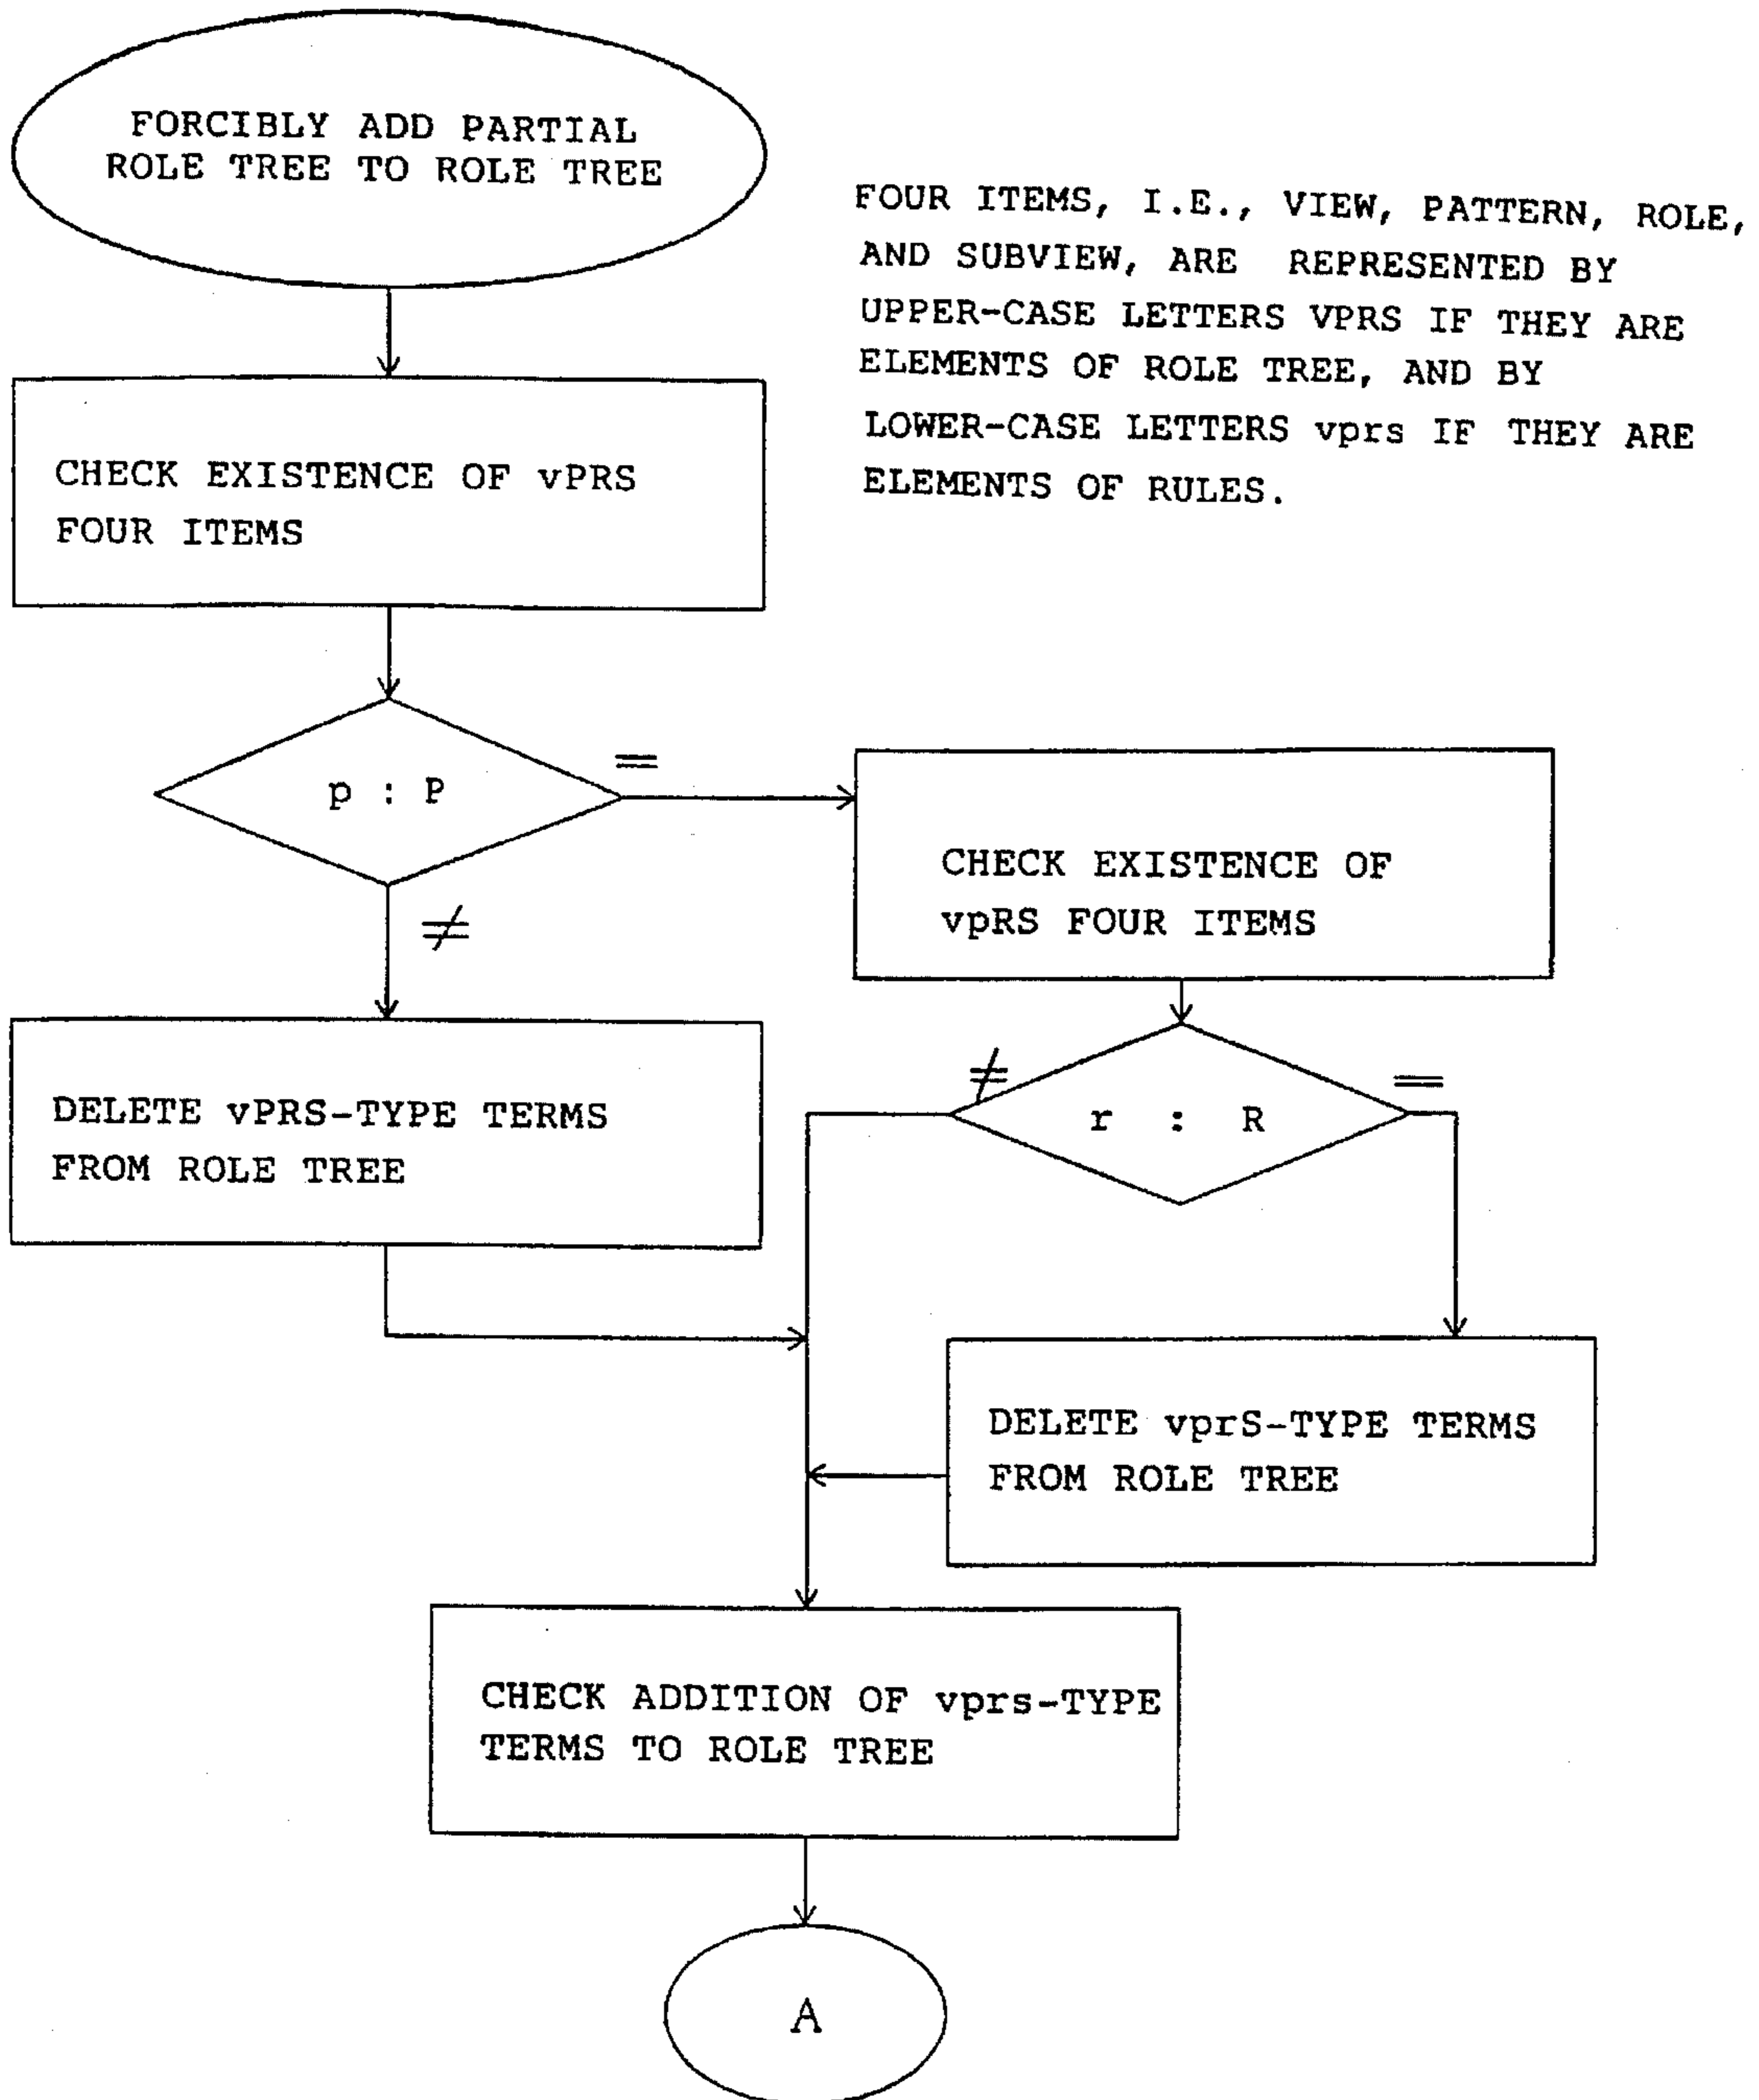 FORCIBLY ADD PARTIAL
ROLE TREE TO ROLE TREE
FOUR ITEMS, I.E., VIEW, PATTERN, ROLE,
AND SUBVIEW, ARE REPRESENTED BY
UPPER-CASE LETTERS VPRS IF THEY ARE
ELEMENTS OF ROLE TREE, AND BY
LOWER-CASE LETTERS vprs IF THEY ARE
ELEMENTS OF RULES.
CHECK EXISTENCE OF vPRS
FOUR ITEMS
p : P
=
≠
CHECK EXISTENCE OF
vpRS FOUR ITEMS
DELETE vPRS-TYPE TERMS
FROM ROLE TREE
≠
r : R
=
DELETE vprS-TYPE TERMS
FROM ROLE TREE
CHECK ADDITION OF vprs-TYPE
TERMS TO ROLE TREE
A